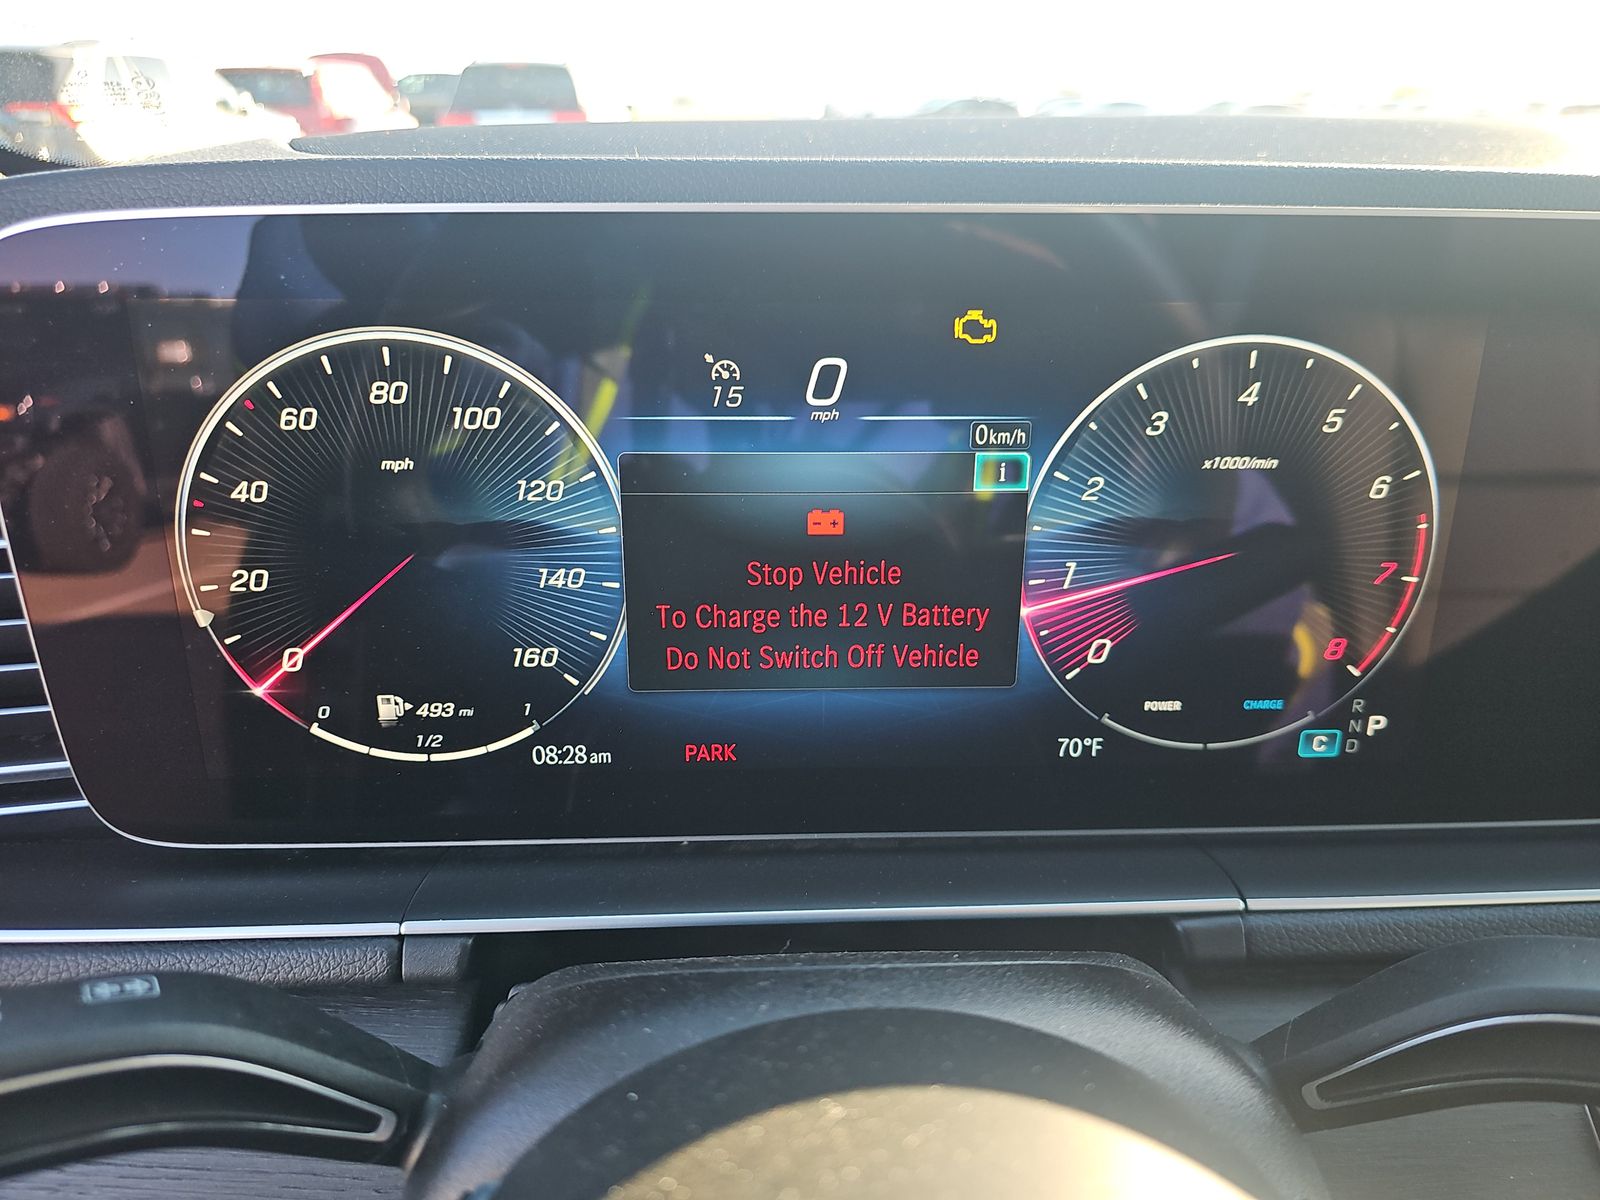 15
0
mph
0 km/h
i
Stop Vehicle
To Charge the 12 V Battery
Do Not Switch Off Vehicle
0
20
40
60
80
100
120
140
160
mph
0
1/2
1
493 mi
08:28 am
PARK
70°F
0
1
2
3
4
5
6
7
8
x1000/min
POWER
CHARGE
R
N
D
P
C